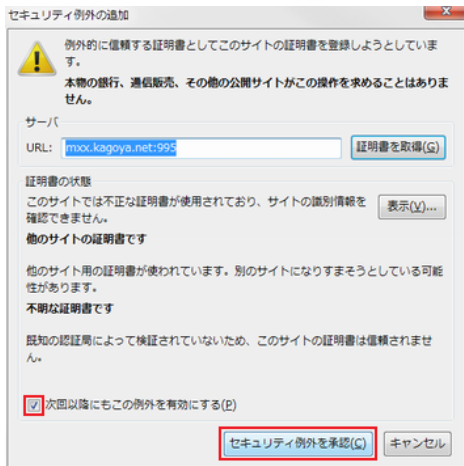 セキュリティ例外の追加
例外的に信頼する証明書としてこのサイトの証明書を登録しようとしていま
す。
本物の銀行、通信販売、その他の公開サイトがこの操作を求めることはありま
せん。
サーバ
URL: mxx.kagoya.net:995 証明書を取得(G)
証明書の状態
このサイトでは不正な証明書が使用されており、サイトの識別情報を
確認できません。
表示(V)...
他のサイトの証明書です
他のサイト用の証明書が使われています。別のサイトになりすまそうとしている可能
性があります。
不明な証明書です
既知の認証局によって検証されていないため、このサイトの証明書は信頼されませ
ん。
次回以降にもこの例外を有効にする(P)
セキュリティ例外を承認(C) キャンセル